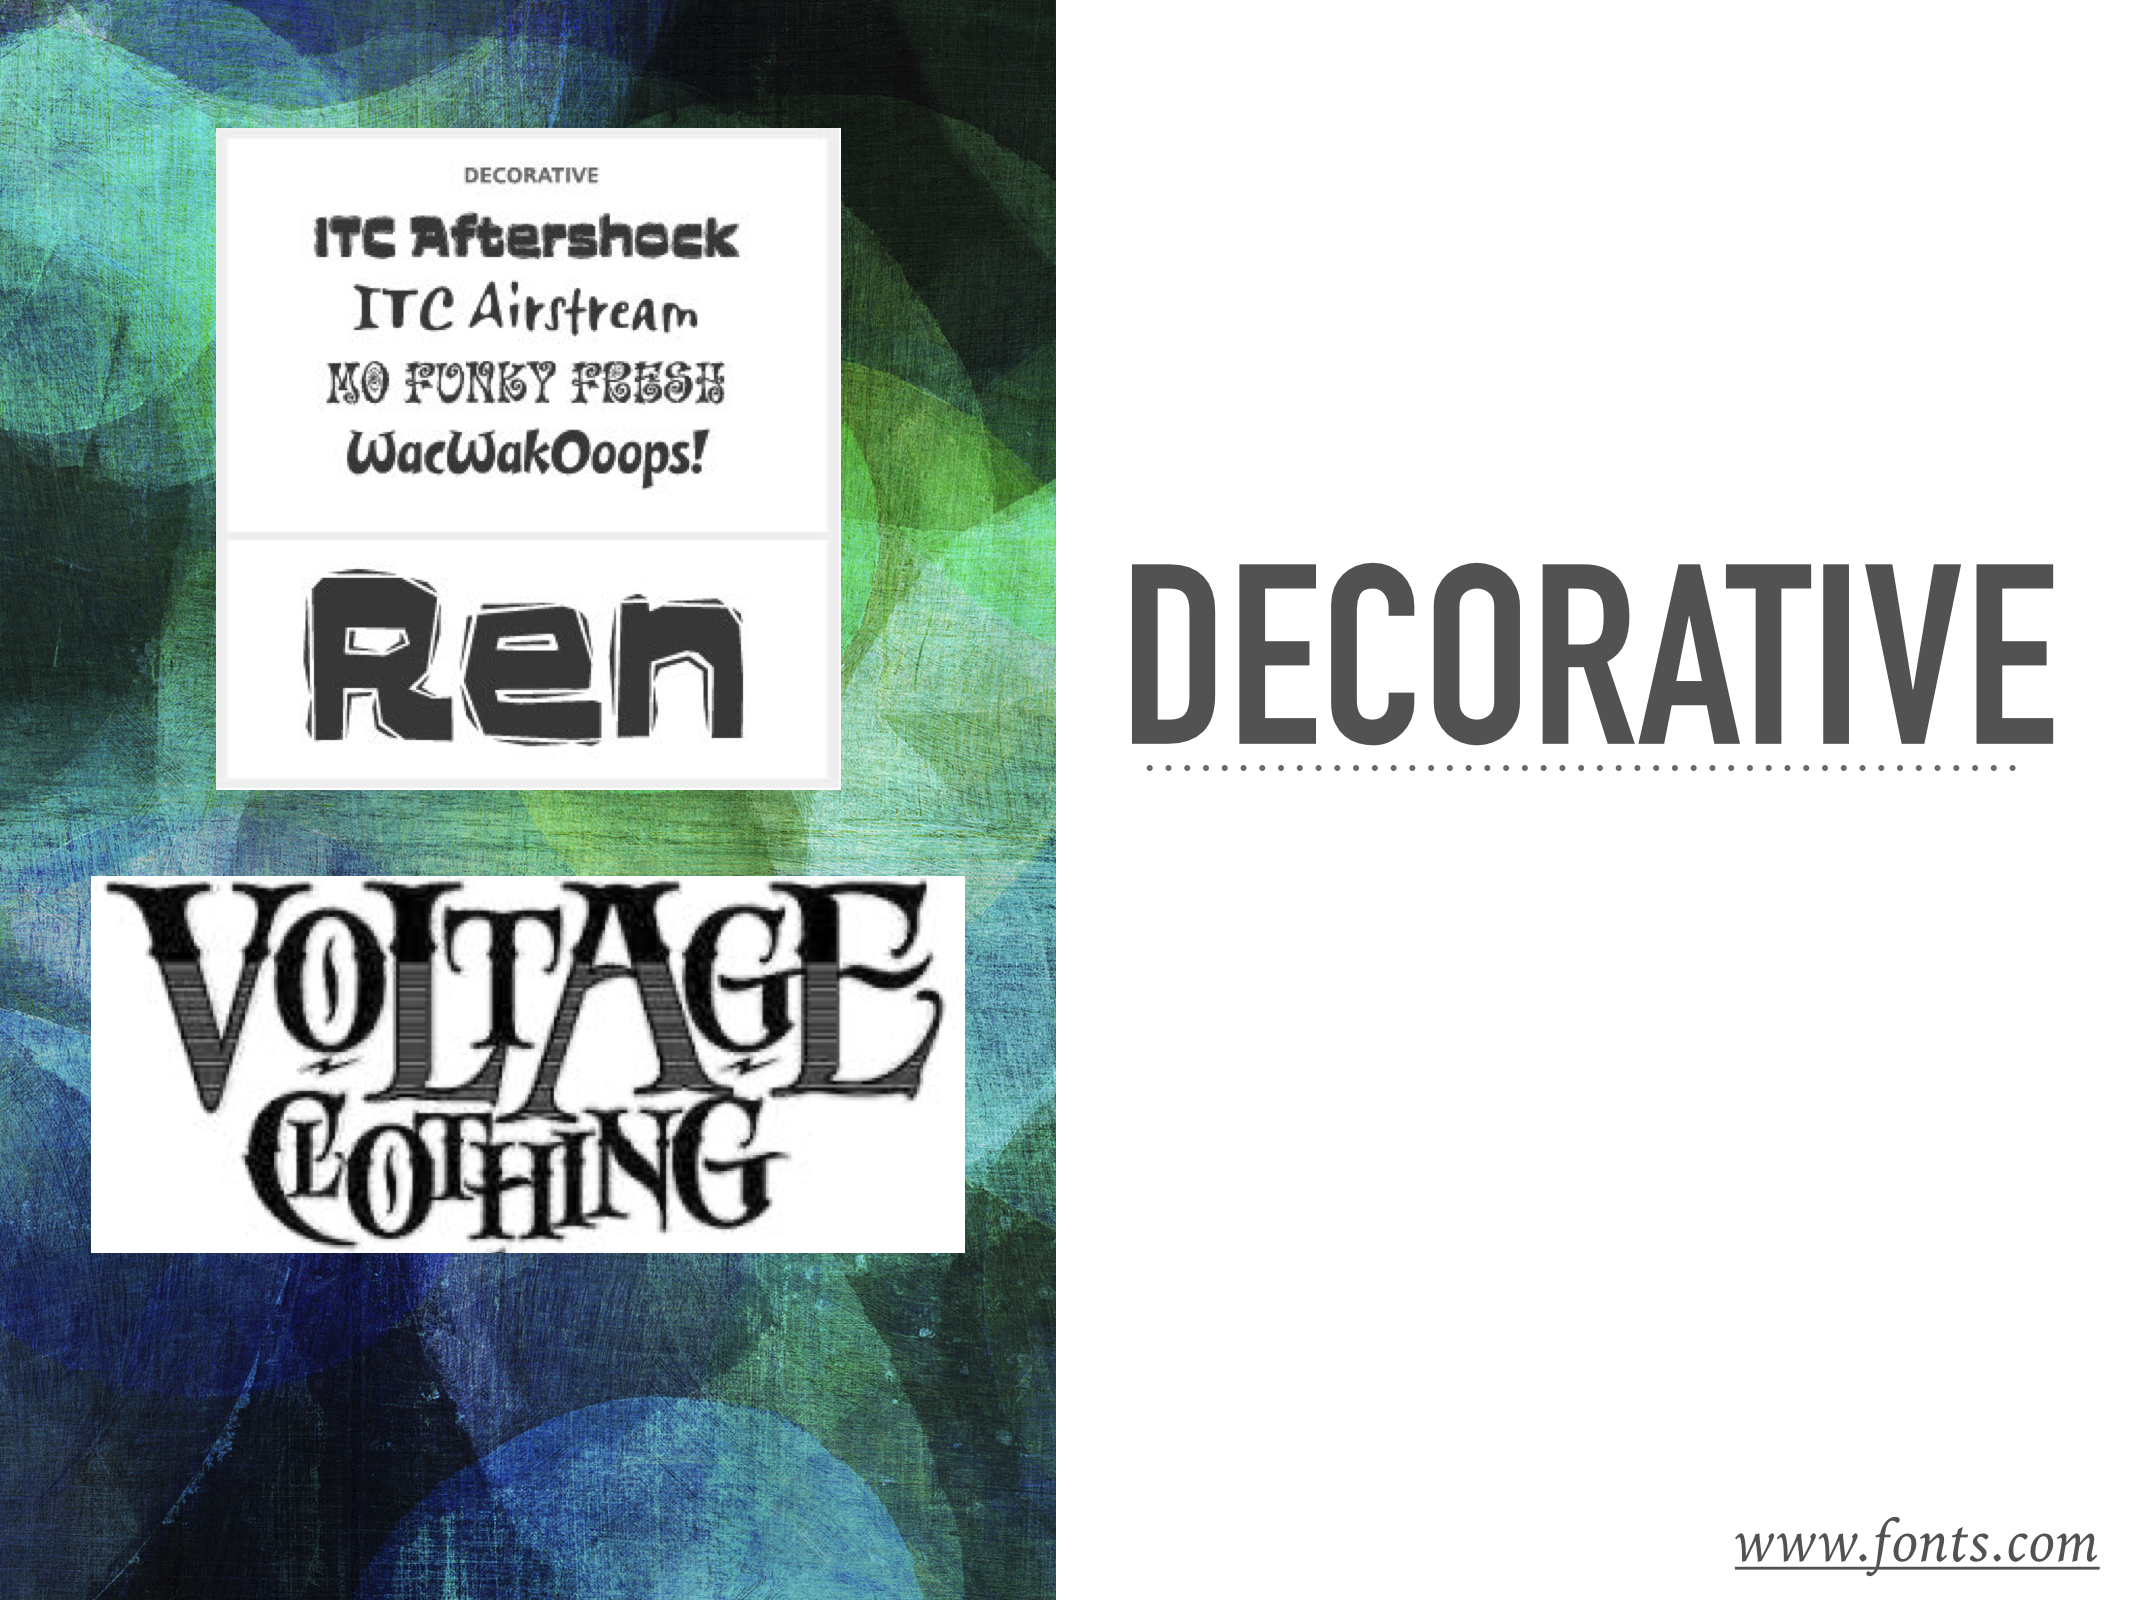 DECORATIVE
ITC Aftershock
ITC Airstream
MO FUNKY FRESH
WacWakOoops!
Ren
VOLTAGE
CLOTHING
DECORATIVE
www.fonts.com